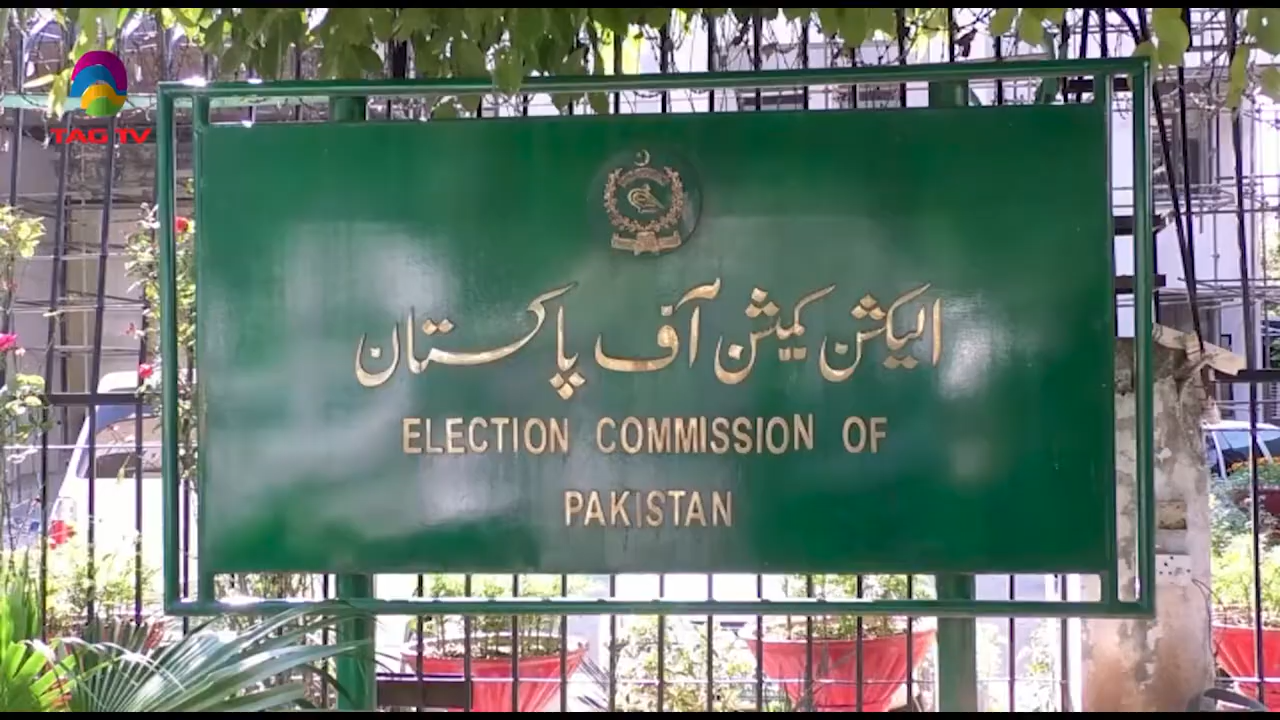 TAG TV
الیکشن کمیشن آف پاکستان
ELECTION COMMISSION OF
PAKISTAN